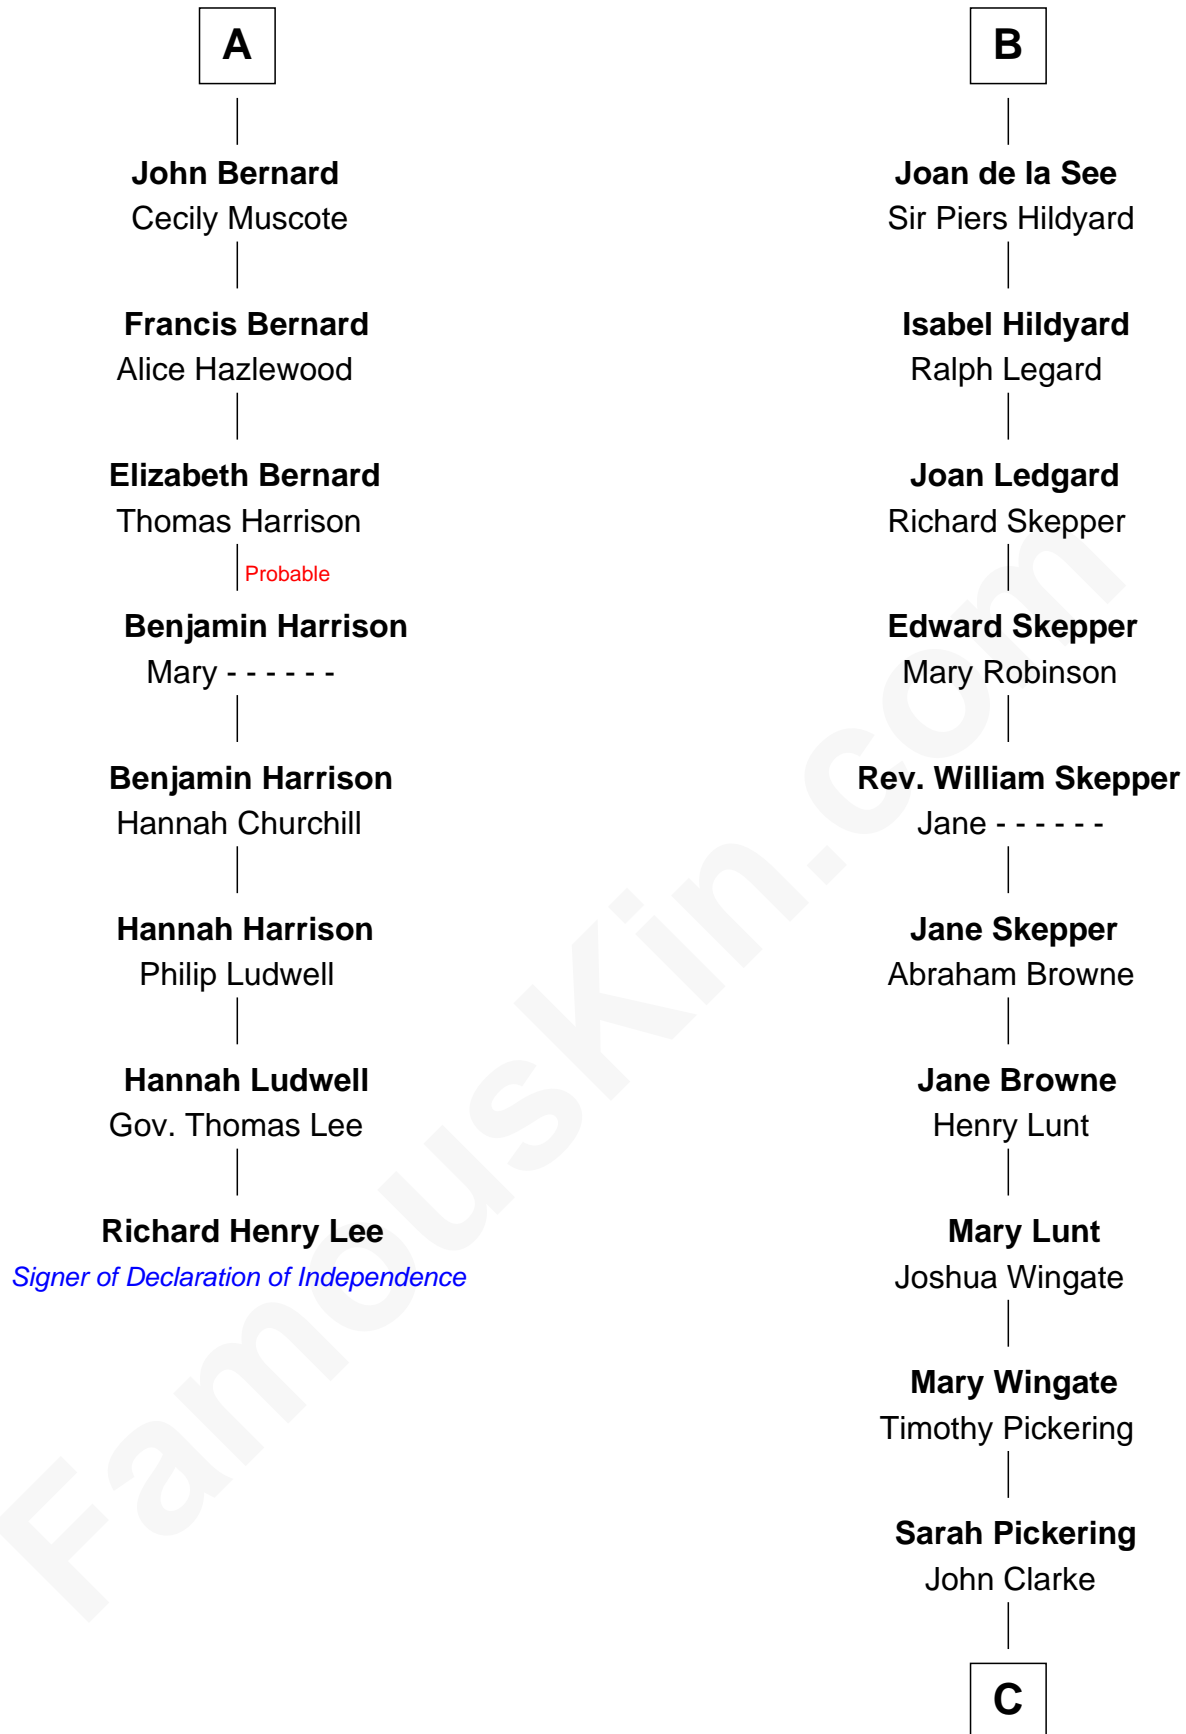 A
John Bernard
Cecily Muscote
Francis Bernard
Alice Hazlewood
Elizabeth Bernard
Thomas Harrison
Probable
Benjamin Harrison
Mary - - - - - -
Benjamin Harrison
Hannah Churchill
Hannah Harrison
Philip Ludwell
Hannah Ludwell
Gov. Thomas Lee
Richard Henry Lee
Signer of Declaration of Independence
B
Joan de la See
Sir Piers Hildyard
Isabel Hildyard
Ralph Legard
Joan Ledgard
Richard Skepper
Edward Skepper
Mary Robinson
Rev. William Skepper
Jane - - - - - -
Jane Skepper
Abraham Browne
Jane Browne
Henry Lunt
Mary Lunt
Joshua Wingate
Mary Wingate
Timothy Pickering
Sarah Pickering
John Clarke
C
FamousKin.com